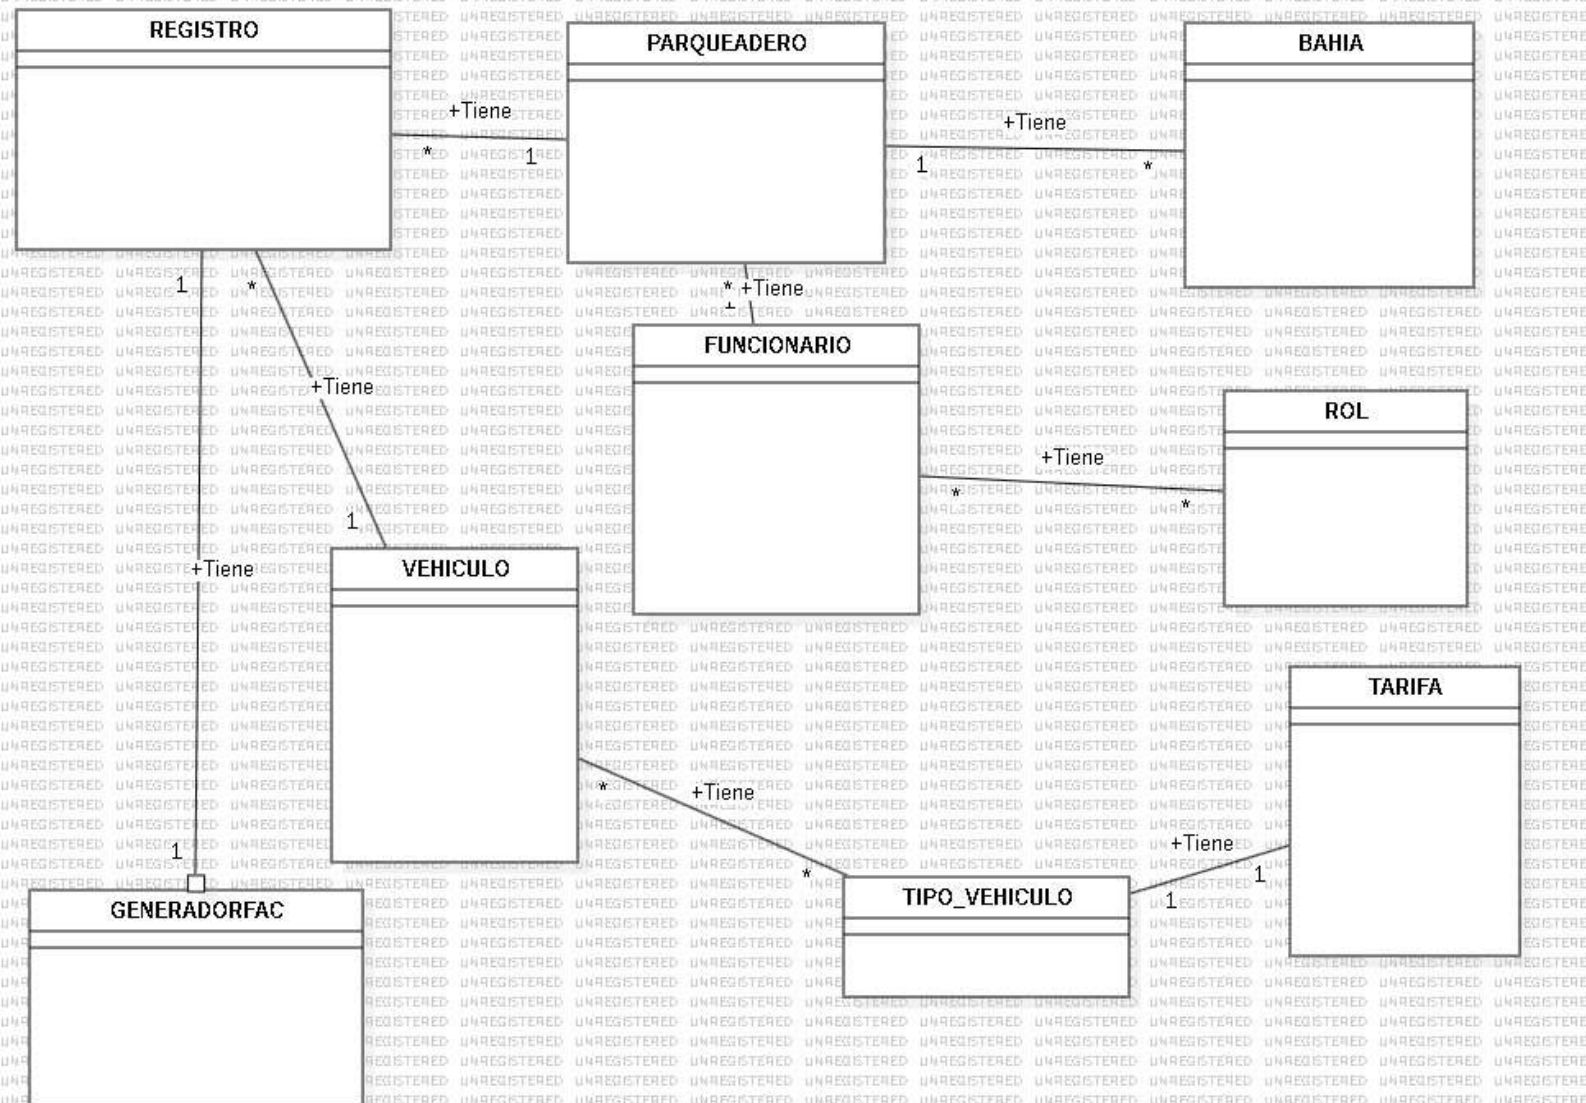 REGISTRO
PARQUEADERO
BAHIA
+Tiene
* 1
+Tiene
1 *
1 *
* +Tiene
FUNCIONARIO
+Tiene
ROL
+Tiene
* *
1
VEHICULO
+Tiene
TARIFA
* +Tiene
+Tiene
1
* 1
1
TIPO_VEHICULO
GENERADORFAC
UNREGISTERED